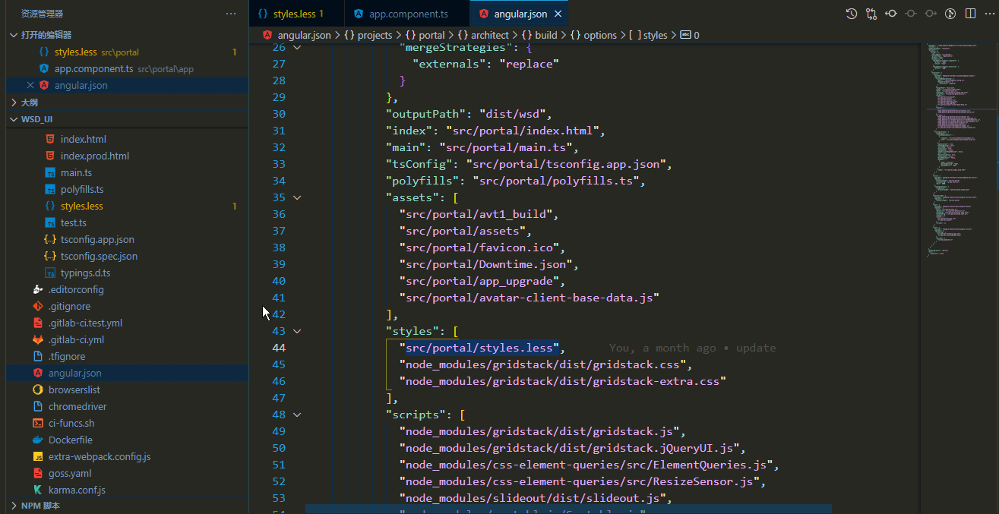 资源管理器 ···
打开的编辑器
styles.less src\portal 1
app.component.ts src\portal\app
angular.json
大纲
WSD_UI
index.html
index.prod.html
main.ts
polyfills.ts
styles.less 1
test.ts
tsconfig.app.json
tsconfig.spec.json
typings.d.ts
.editorconfig
.gitignore
.gitlab-ci.test.yml
.gitlab-ci.yml
.tfignore
angular.json
browserslist
chromedriver
ci-funcs.sh
Dockerfile
extra-webpack.config.js
goss.yaml
karma.conf.js
NPM 脚本
styles.less 1 app.component.ts angular.json
angular.json > {} projects > {} portal > {} architect > {} build > {} options > [ ] styles > abc 0
26 "mergeStrategies": {
27 "externals": "replace"
28 }
29 },
30 "outputPath": "dist/wsd",
31 "index": "src/portal/index.html",
32 "main": "src/portal/main.ts",
33 "tsConfig": "src/portal/tsconfig.app.json",
34 "polyfills": "src/portal/polyfills.ts",
35 "assets": [
36 "src/portal/avt1_build",
37 "src/portal/assets",
38 "src/portal/favicon.ico",
39 "src/portal/Downtime.json",
40 "src/portal/app_upgrade",
41 "src/portal/avatar-client-base-data.js"
42 ],
43 "styles": [
44 "src/portal/styles.less", You, a month ago • update
45 "node_modules/gridstack/dist/gridstack.css",
46 "node_modules/gridstack/dist/gridstack-extra.css"
47 ],
48 "scripts": [
49 "node_modules/gridstack/dist/gridstack.js",
50 "node_modules/gridstack/dist/gridstack.jQueryUI.js",
51 "node_modules/css-element-queries/src/ElementQueries.js",
52 "node_modules/css-element-queries/src/ResizeSensor.js",
53 "node_modules/slideout/dist/slideout.js",